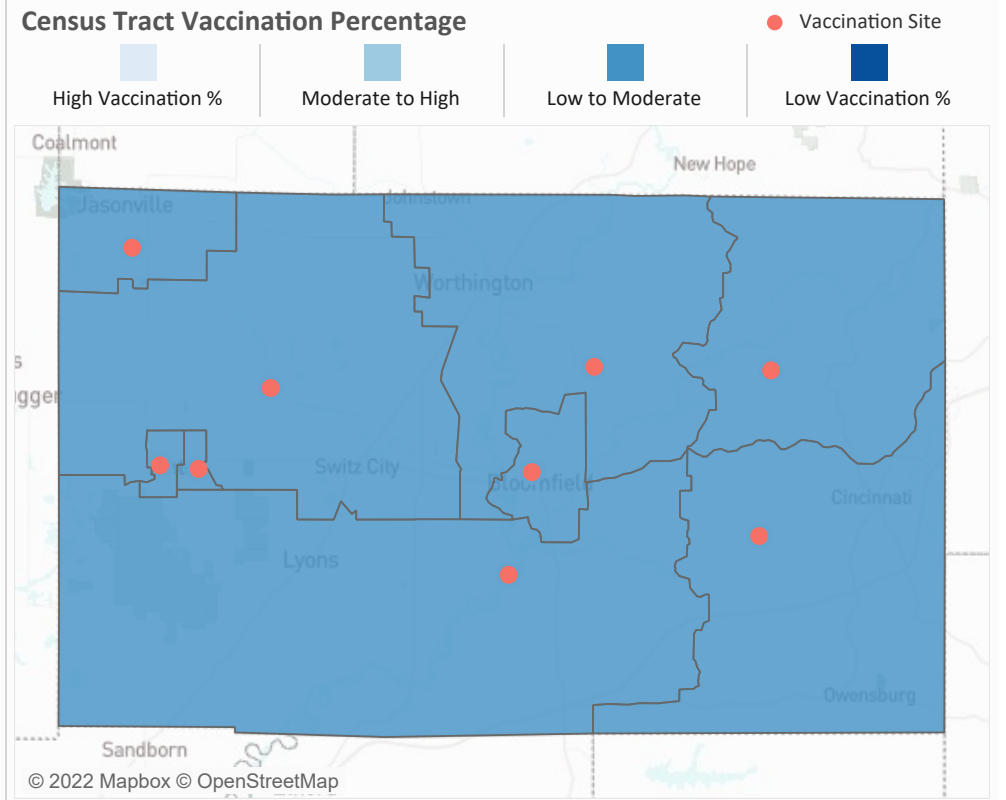 Census Tract Vaccination Percentage
Vaccination Site
High Vaccination %
Moderate to High
Low to Moderate
Low Vaccination %
Coalmont
New Hope
Jasonville
Johnstown
Worthington
gger
Switz City
Bloomfield
Cincinnati
Lyons
Owensburg
Sandborn
© 2022 Mapbox © OpenStreetMap